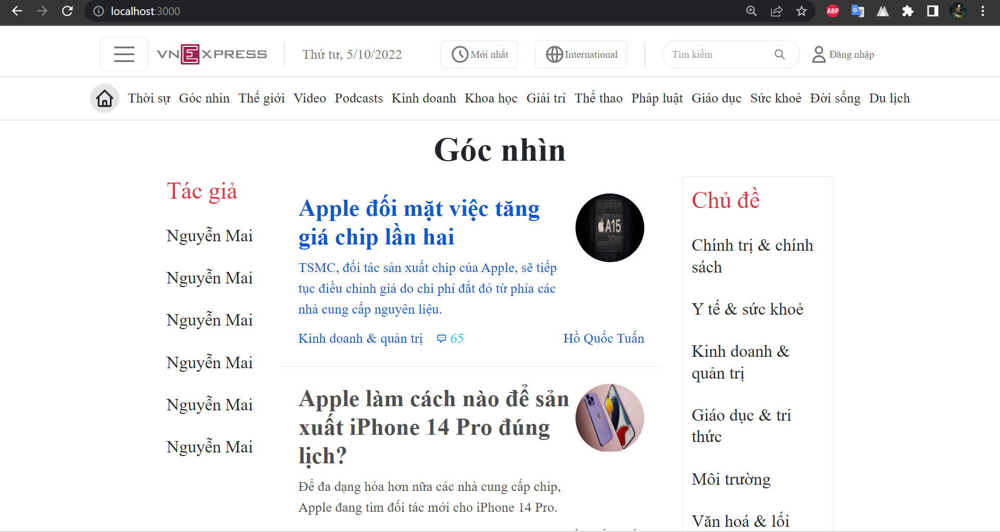 localhost:3000
ABP
VNEXPRESS
Thứ tư, 5/10/2022
Mới nhất
International
Tìm kiếm
Đăng nhập
Thời sự Góc nhìn Thế giới Video Podcasts Kinh doanh Khoa học Giải trí Thể thao Pháp luật Giáo dục Sức khoẻ Đời sống Du lịch
Góc nhìn
Tác giả
Nguyễn Mai
Nguyễn Mai
Nguyễn Mai
Nguyễn Mai
Nguyễn Mai
Nguyễn Mai
Apple đối mặt việc tăng
giá chip lần hai
A15
TSMC, đối tác sản xuất chip của Apple, sẽ tiếp
tục điều chỉnh giá do chi phí đắt đỏ từ phía các
nhà cung cấp nguyên liệu.
Kinh doanh & quản trị 65 Hồ Quốc Tuấn
Apple làm cách nào để sản
xuất iPhone 14 Pro đúng
lịch?
Để đa dạng hóa hơn nữa các nhà cung cấp chip,
Apple đang tìm đối tác mới cho iPhone 14 Pro.
Chủ đề
Chính trị & chính
sách
Y tế & sức khoẻ
Kinh doanh &
quản trị
Giáo dục & tri
thức
Môi trường
Văn hoá & lối